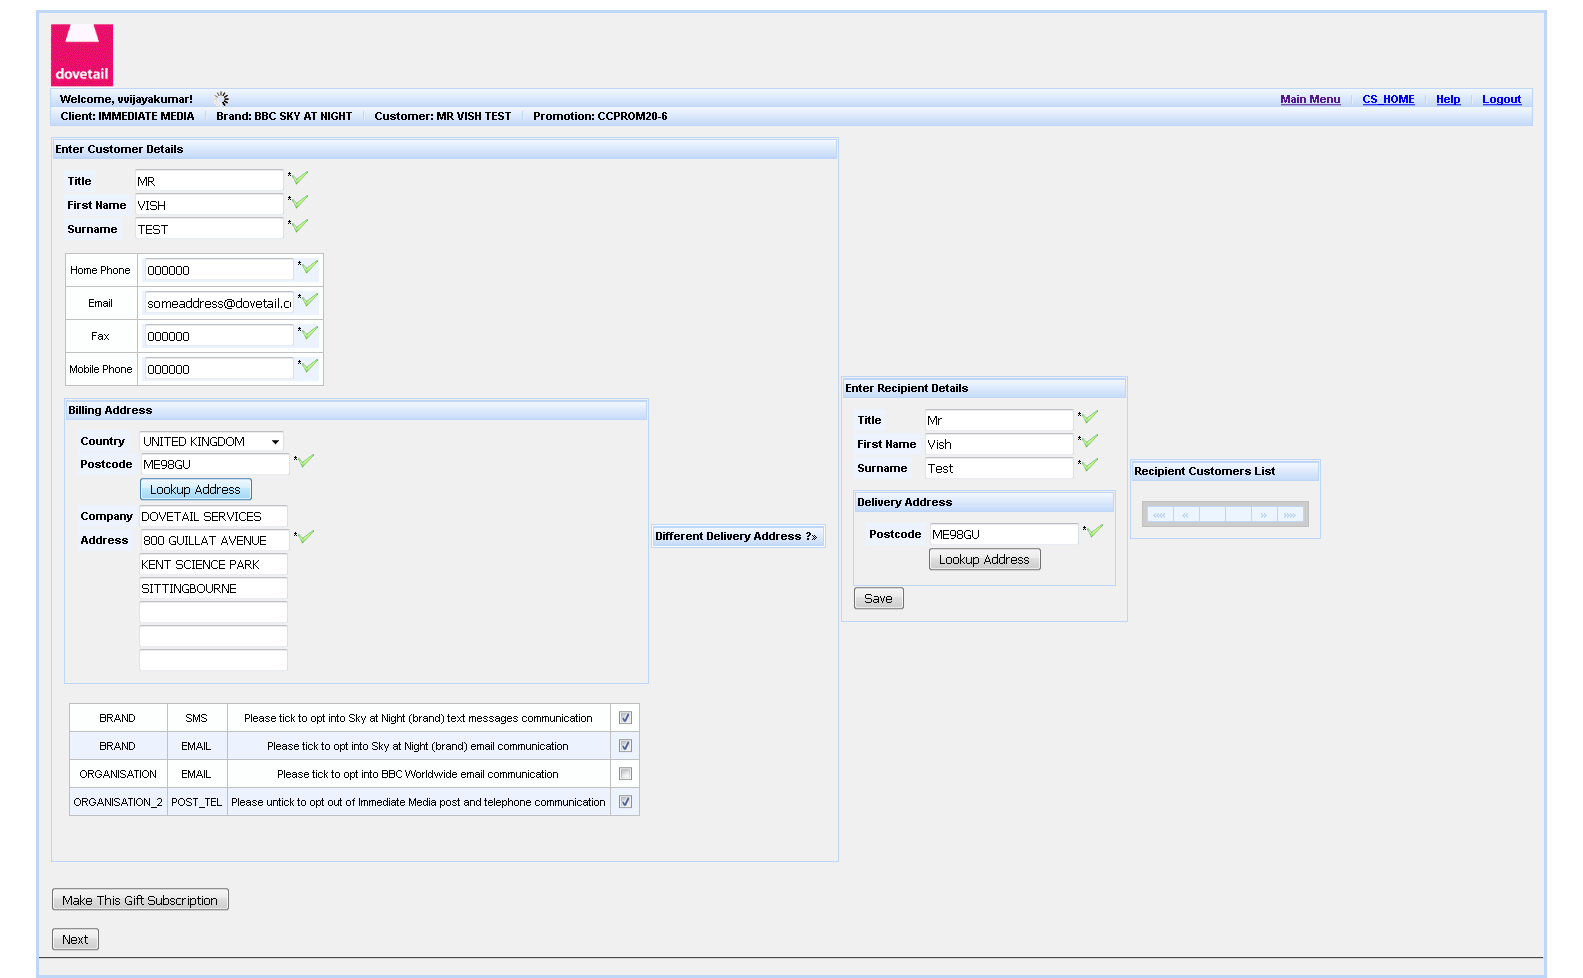 dovetail
Welcome, vvijayakumar!
Main Menu CS_HOME Help Logout
Client: IMMEDIATE MEDIA Brand: BBC SKY AT NIGHT Customer: MR VISH TEST Promotion: CCPROM20-6
Enter Customer Details
Title MR *
First Name VISH *
Surname TEST *
Home Phone 000000 *
Email someaddress@dovetail.c *
Fax 000000 *
Mobile Phone 000000 *
Billing Address
Country UNITED KINGDOM
Postcode ME98GU *
Lookup Address
Company DOVETAIL SERVICES
Address 800 GUILLAT AVENUE *
KENT SCIENCE PARK
SITTINGBOURNE
Different Delivery Address ?»
Enter Recipient Details
Title Mr *
First Name Vish *
Surname Test *
Delivery Address
Postcode ME98GU *
Lookup Address
Save
Recipient Customers List
«« « » »»
BRAND SMS Please tick to opt into Sky at Night (brand) text messages communication
BRAND EMAIL Please tick to opt into Sky at Night (brand) email communication
ORGANISATION EMAIL Please tick to opt into BBC Worldwide email communication
ORGANISATION_2 POST_TEL Please untick to opt out of Immediate Media post and telephone communication
Make This Gift Subscription
Next